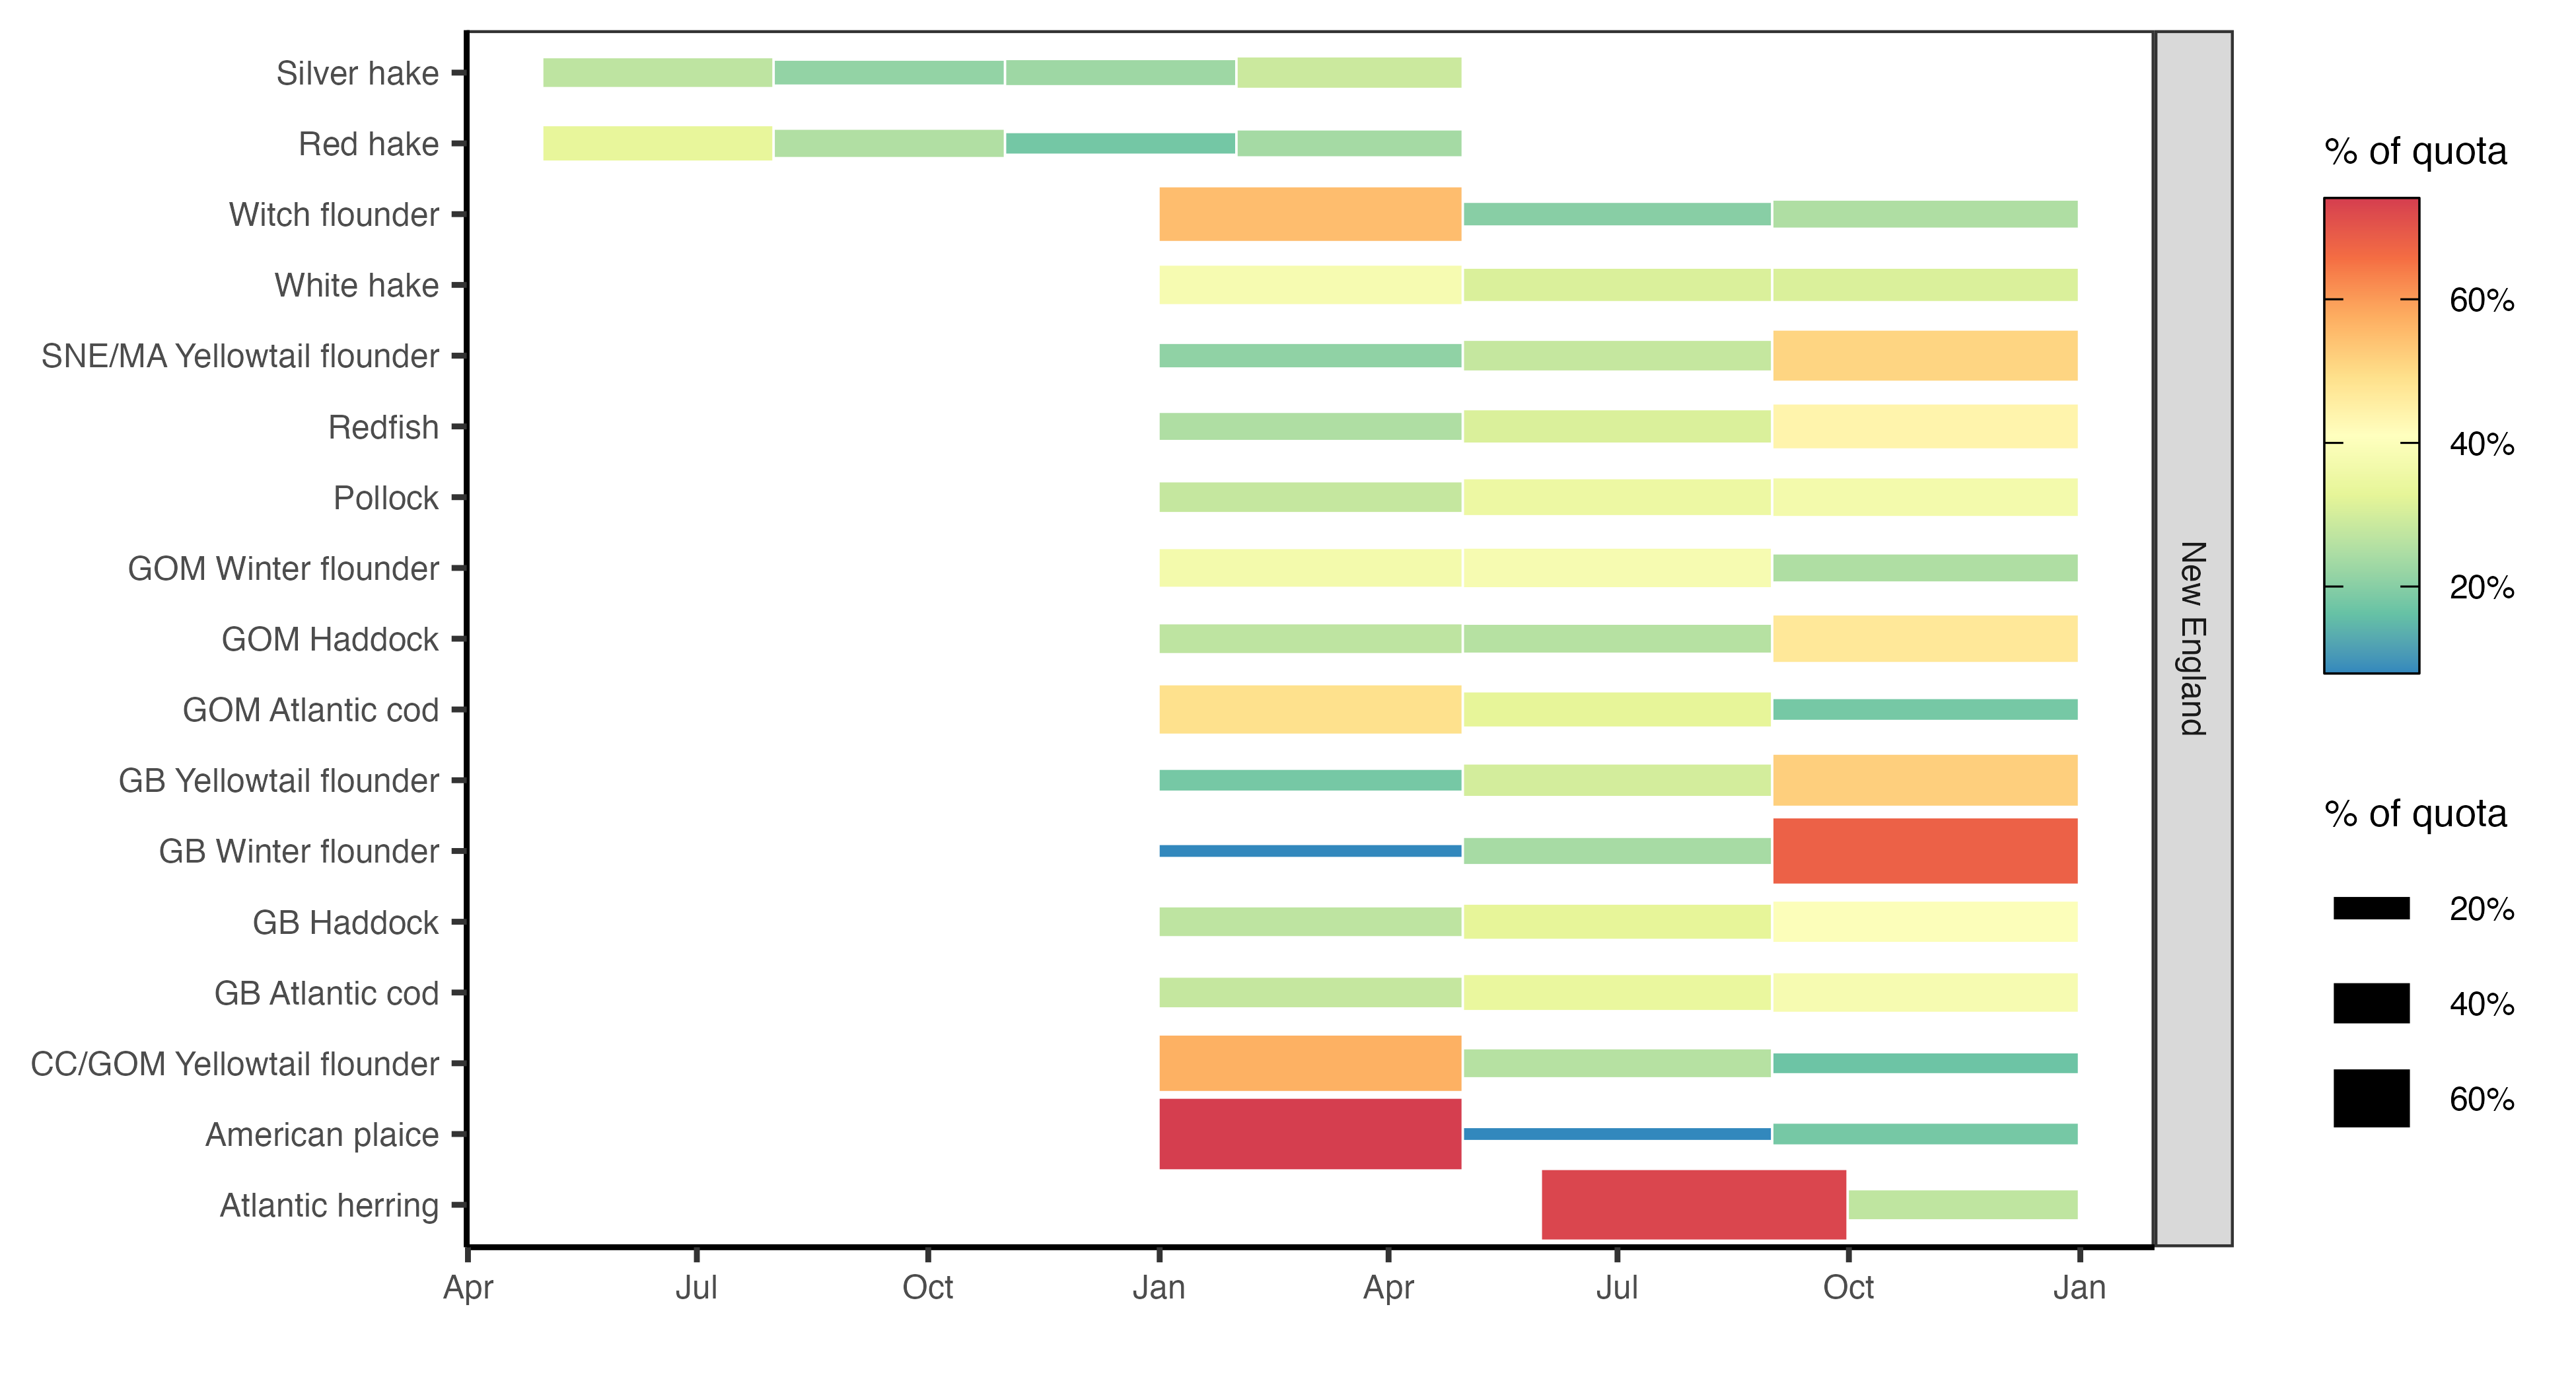 Silver hake
Red hake
Witch flounder
White hake
SNE/MA Yellowtail flounder
Redfish
Pollock
GOM Winter flounder
GOM Haddock
GOM Atlantic cod
GB Yellowtail flounder
GB Winter flounder
GB Haddock
GB Atlantic cod
CC/GOM Yellowtail flounder
American plaice
Atlantic herring
Apr Jul Oct Jan Apr Jul Oct Jan
New England
% of quota
60%
40%
20%
% of quota
20%
40%
60%